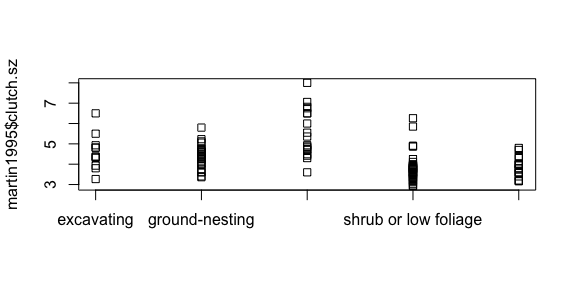 martin1995$clutch.sz
7
5
3
excavating ground-nesting shrub or low foliage